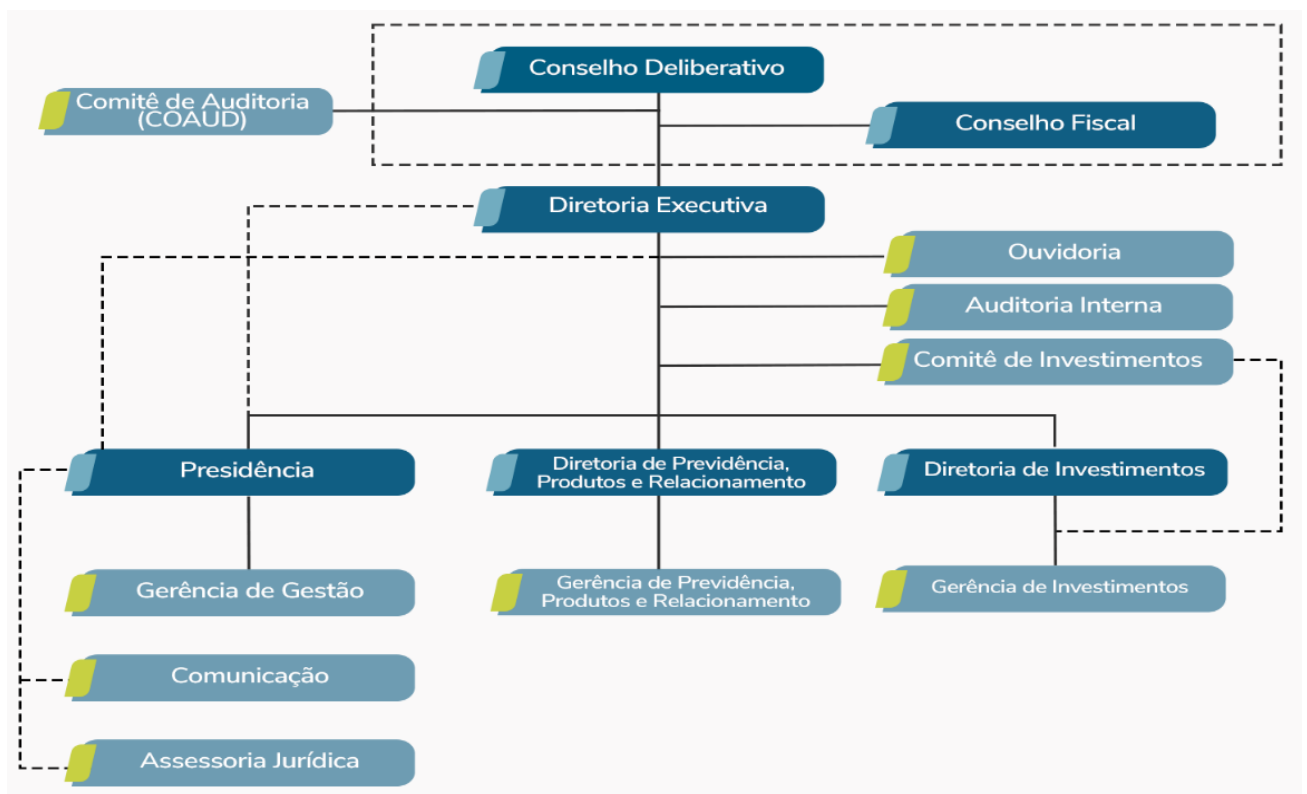 Conselho Deliberativo
Comitê de Auditoria
(COAUD)
Conselho Fiscal
Diretoria Executiva
Ouvidoria
Auditoria Interna
Comitê de Investimentos
Presidência
Diretoria de Previdência,
Produtos e Relacionamento
Diretoria de Investimentos
Gerência de Gestão
Gerência de Previdência,
Produtos e Relacionamento
Gerência de Investimentos
Comunicação
Assessoria Jurídica